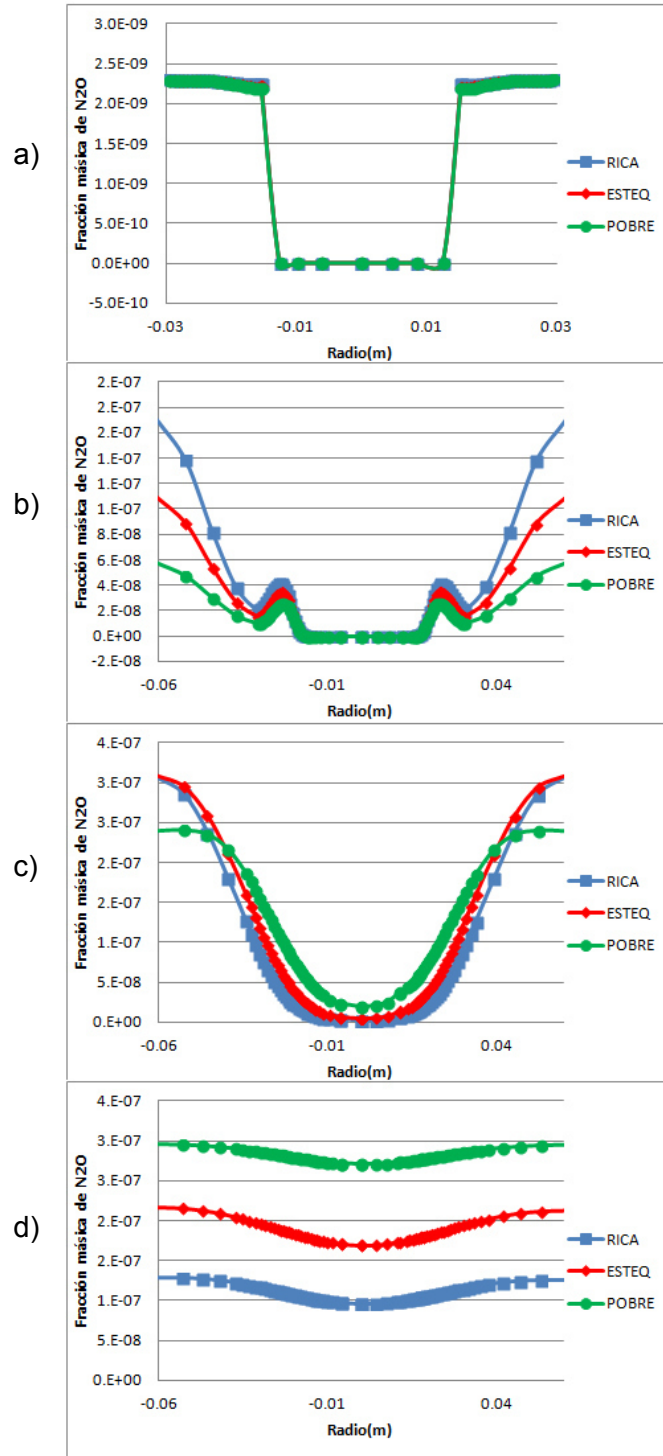 a)
Fracción másica de N2O
3.0E-09
2.5E-09
2.0E-09
1.5E-09
1.0E-09
5.0E-10
0.0E+00
-5.0E-10
-0.03
-0.01
0.01
0.03
Radio(m)
RICA
ESTEQ
POBRE
b)
Fracción másica de N2O
2.E-07
2.E-07
2.E-07
1.E-07
1.E-07
1.E-07
8.E-08
6.E-08
4.E-08
2.E-08
0.E+00
-2.E-08
-0.06
-0.01
0.04
Radio(m)
RICA
ESTEQ
POBRE
c)
Fracción másica de N2O
4.E-07
3.E-07
3.E-07
2.E-07
2.E-07
1.E-07
5.E-08
0.E+00
-0.06
-0.01
0.04
Radio(m)
RICA
ESTEQ
POBRE
d)
Fracción másica de N2O
4.E-07
3.E-07
3.E-07
2.E-07
2.E-07
1.E-07
5.E-08
0.E+00
-0.06
-0.01
0.04
Radio(m)
RICA
ESTEQ
POBRE